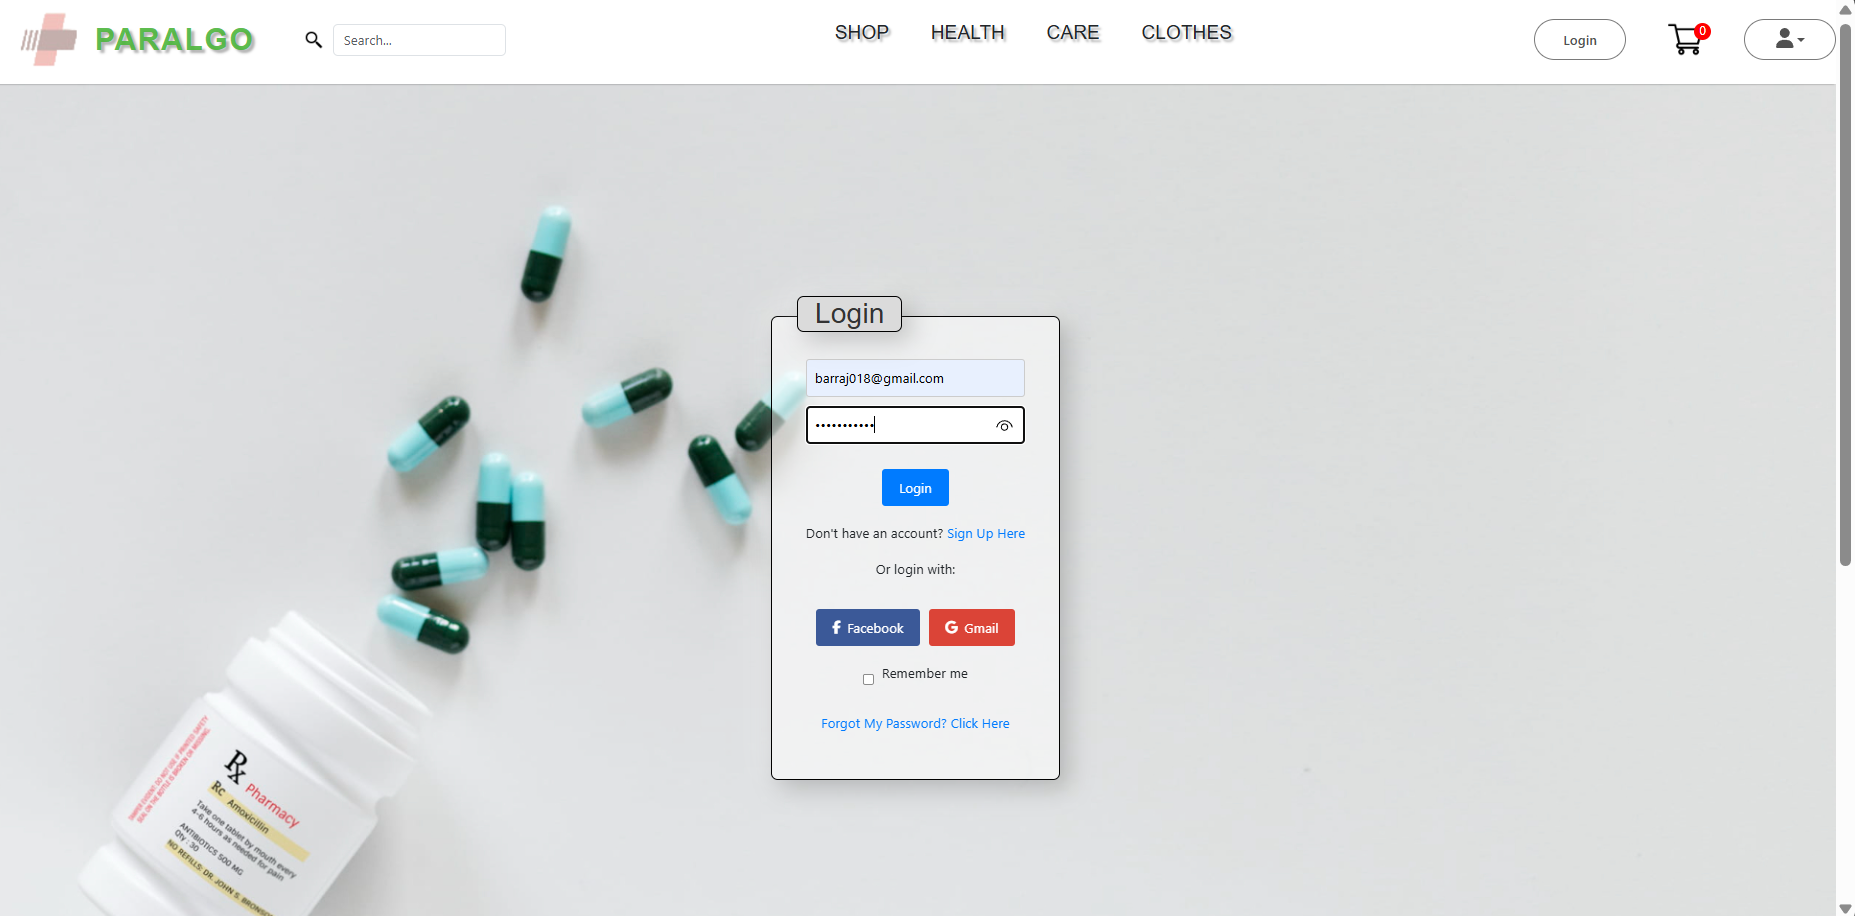 PARALGO
Search...
SHOP HEALTH CARE CLOTHES
Login
0
Login
barraj018@gmail.com
•••••••••••
Login
Don't have an account? Sign Up Here
Or login with:
Facebook
Gmail
Remember me
Forgot My Password? Click Here
Rx Pharmacy
Rc Amoxicillin
Take one tablet by mouth every
4-6 hours as needed for pain
ANTIBIOTICS 500 MG
Qty : 30
NO REFILLS: DR. JOHN S.